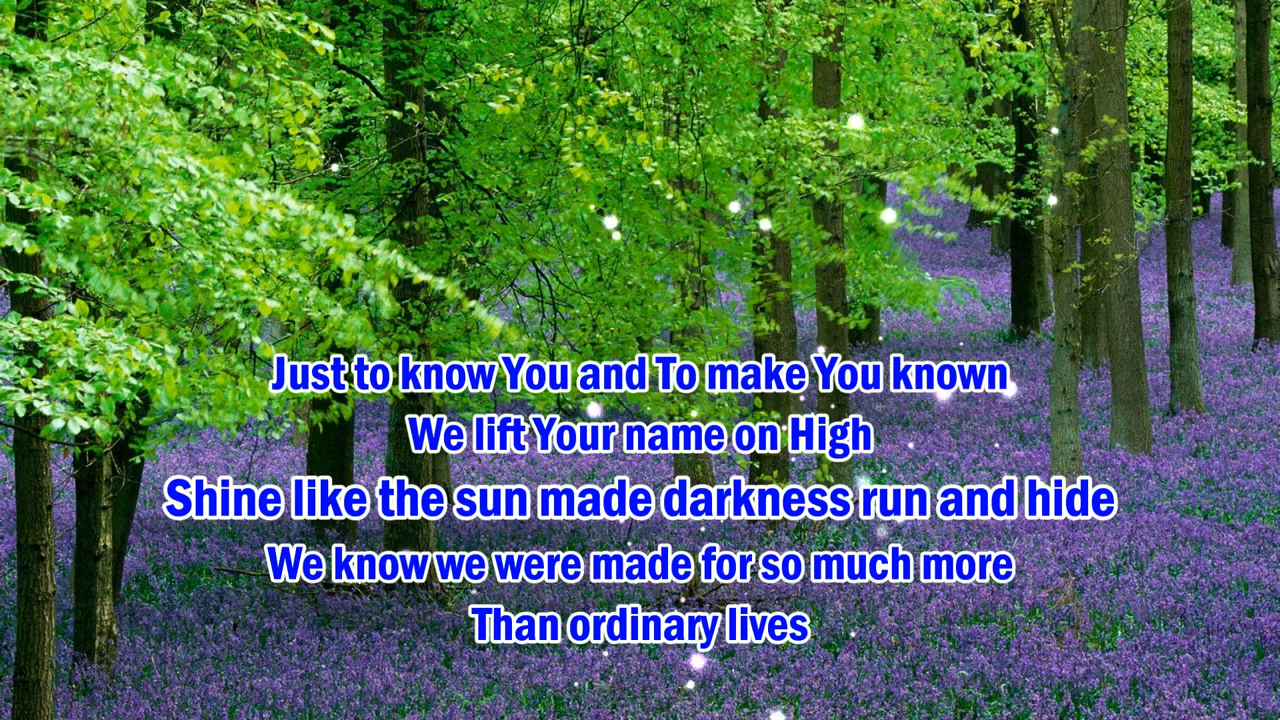 Just to know You and To make You known
We lift Your name on High
Shine like the sun made darkness run and hide
We know we were made for so much more
Than ordinary lives